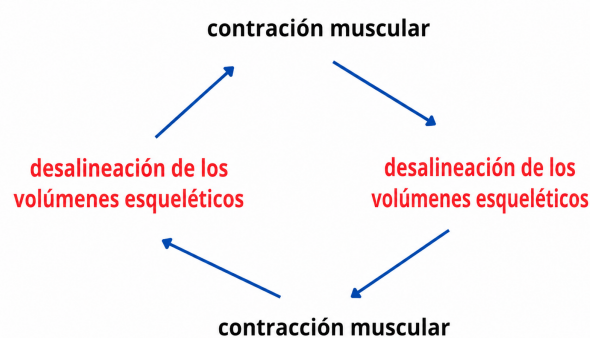 contración muscular
desalineación de los
volúmenes esqueléticos
desalineación de los
volúmenes esqueléticos
contracción muscular